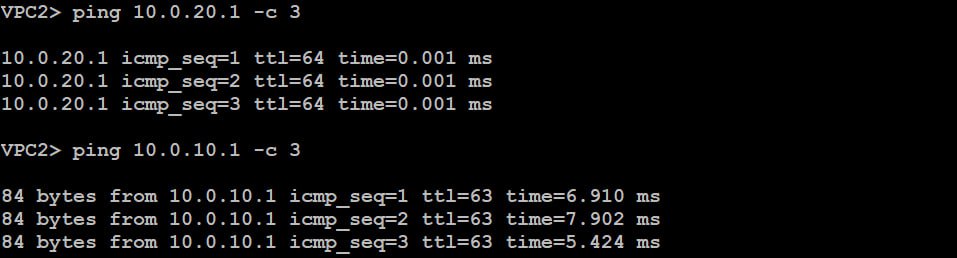 VPC2> ping 10.0.20.1 -c 3
10.0.20.1 icmp_seq=1 ttl=64 time=0.001 ms
10.0.20.1 icmp_seq=2 ttl=64 time=0.001 ms
10.0.20.1 icmp_seq=3 ttl=64 time=0.001 ms
VPC2> ping 10.0.10.1 -c 3
84 bytes from 10.0.10.1 icmp_seq=1 ttl=63 time=6.910 ms
84 bytes from 10.0.10.1 icmp_seq=2 ttl=63 time=7.902 ms
84 bytes from 10.0.10.1 icmp_seq=3 ttl=63 time=5.424 ms